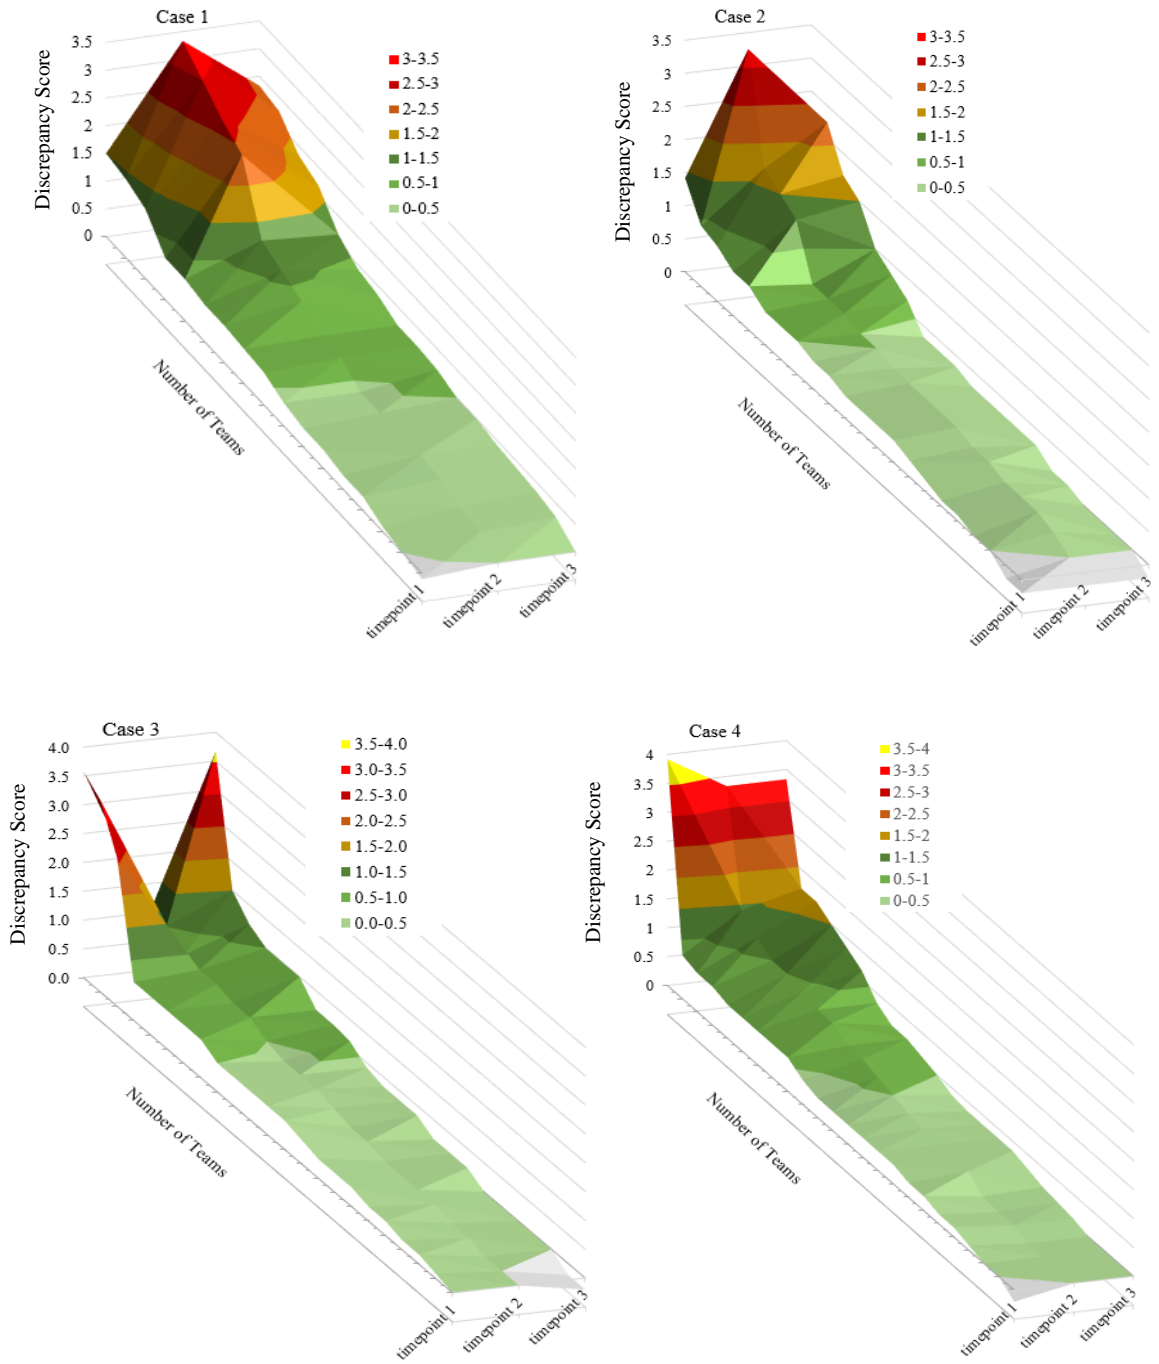 Case 1
3.5
3
2.5
2
1.5
1
0.5
0
Discrepancy Score
3-3.5
2.5-3
2-2.5
1.5-2
1-1.5
0.5-1
0-0.5
Number of Teams
timepoint 1
timepoint 2
timepoint 3
Case 2
3.5
3
2.5
2
1.5
1
0.5
0
Discrepancy Score
3-3.5
2.5-3
2-2.5
1.5-2
1-1.5
0.5-1
0-0.5
Number of Teams
timepoint 1
timepoint 2
timepoint 3
Case 3
4.0
3.5
3.0
2.5
2.0
1.5
1.0
0.5
0.0
Discrepancy Score
3.5-4.0
3.0-3.5
2.5-3.0
2.0-2.5
1.5-2.0
1.0-1.5
0.5-1.0
0.0-0.5
Number of Teams
timepoint 1
timepoint 2
timepoint 3
Case 4
4
3.5
3
2.5
2
1.5
1
0.5
0
Discrepancy Score
3.5-4
3-3.5
2.5-3
2-2.5
1.5-2
1-1.5
0.5-1
0-0.5
Number of Teams
timepoint 1
timepoint 2
timepoint 3